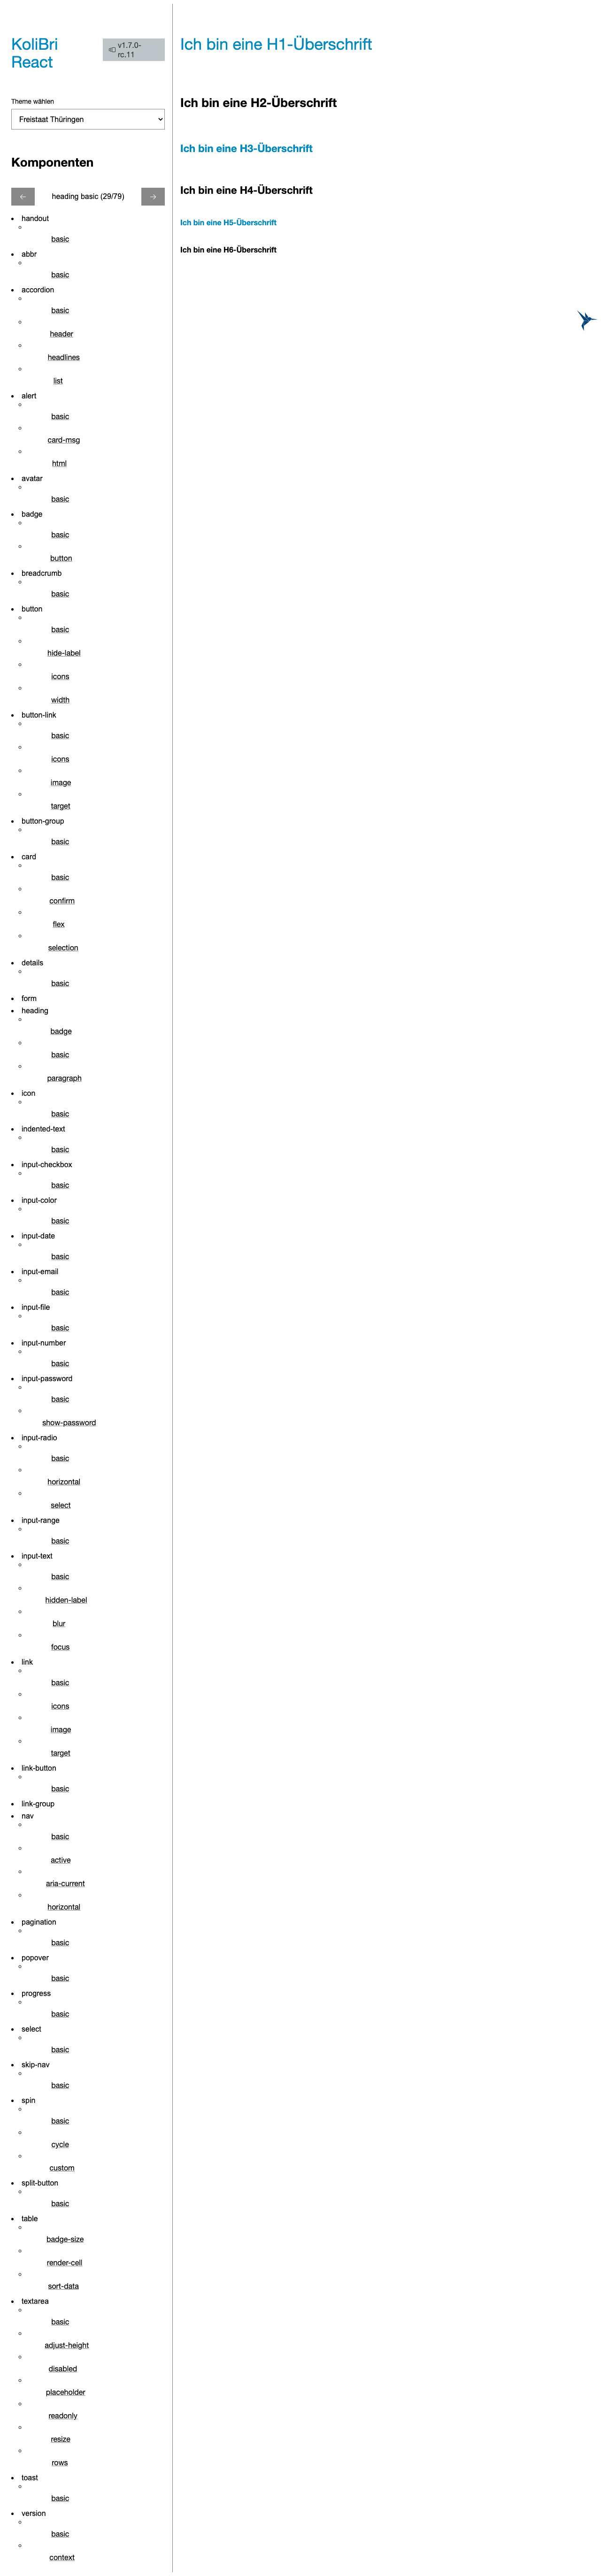 KoliBri
React
v1.7.0-
rc.11
Theme wählen
Freistaat Thüringen
Komponenten
heading basic (29/79)
handout
basic
abbr
basic
accordion
basic
header
headlines
list
alert
basic
card-msg
html
avatar
basic
badge
basic
button
breadcrumb
basic
button
basic
hide-label
icons
width
button-link
basic
icons
image
target
button-group
basic
card
basic
confirm
flex
selection
details
basic
form
heading
badge
basic
paragraph
icon
basic
indented-text
basic
input-checkbox
basic
input-color
basic
input-date
basic
input-email
basic
input-file
basic
input-number
basic
input-password
basic
show-password
input-radio
basic
horizontal
select
input-range
basic
input-text
basic
hidden-label
blur
focus
link
basic
icons
image
target
link-button
basic
link-group
nav
basic
active
aria-current
horizontal
pagination
basic
popover
basic
progress
basic
select
basic
skip-nav
basic
spin
basic
cycle
custom
split-button
basic
table
badge-size
render-cell
sort-data
textarea
basic
adjust-height
disabled
placeholder
readonly
resize
rows
toast
basic
version
basic
context
Ich bin eine H1-Überschrift
Ich bin eine H2-Überschrift
Ich bin eine H3-Überschrift
Ich bin eine H4-Überschrift
Ich bin eine H5-Überschrift
Ich bin eine H6-Überschrift